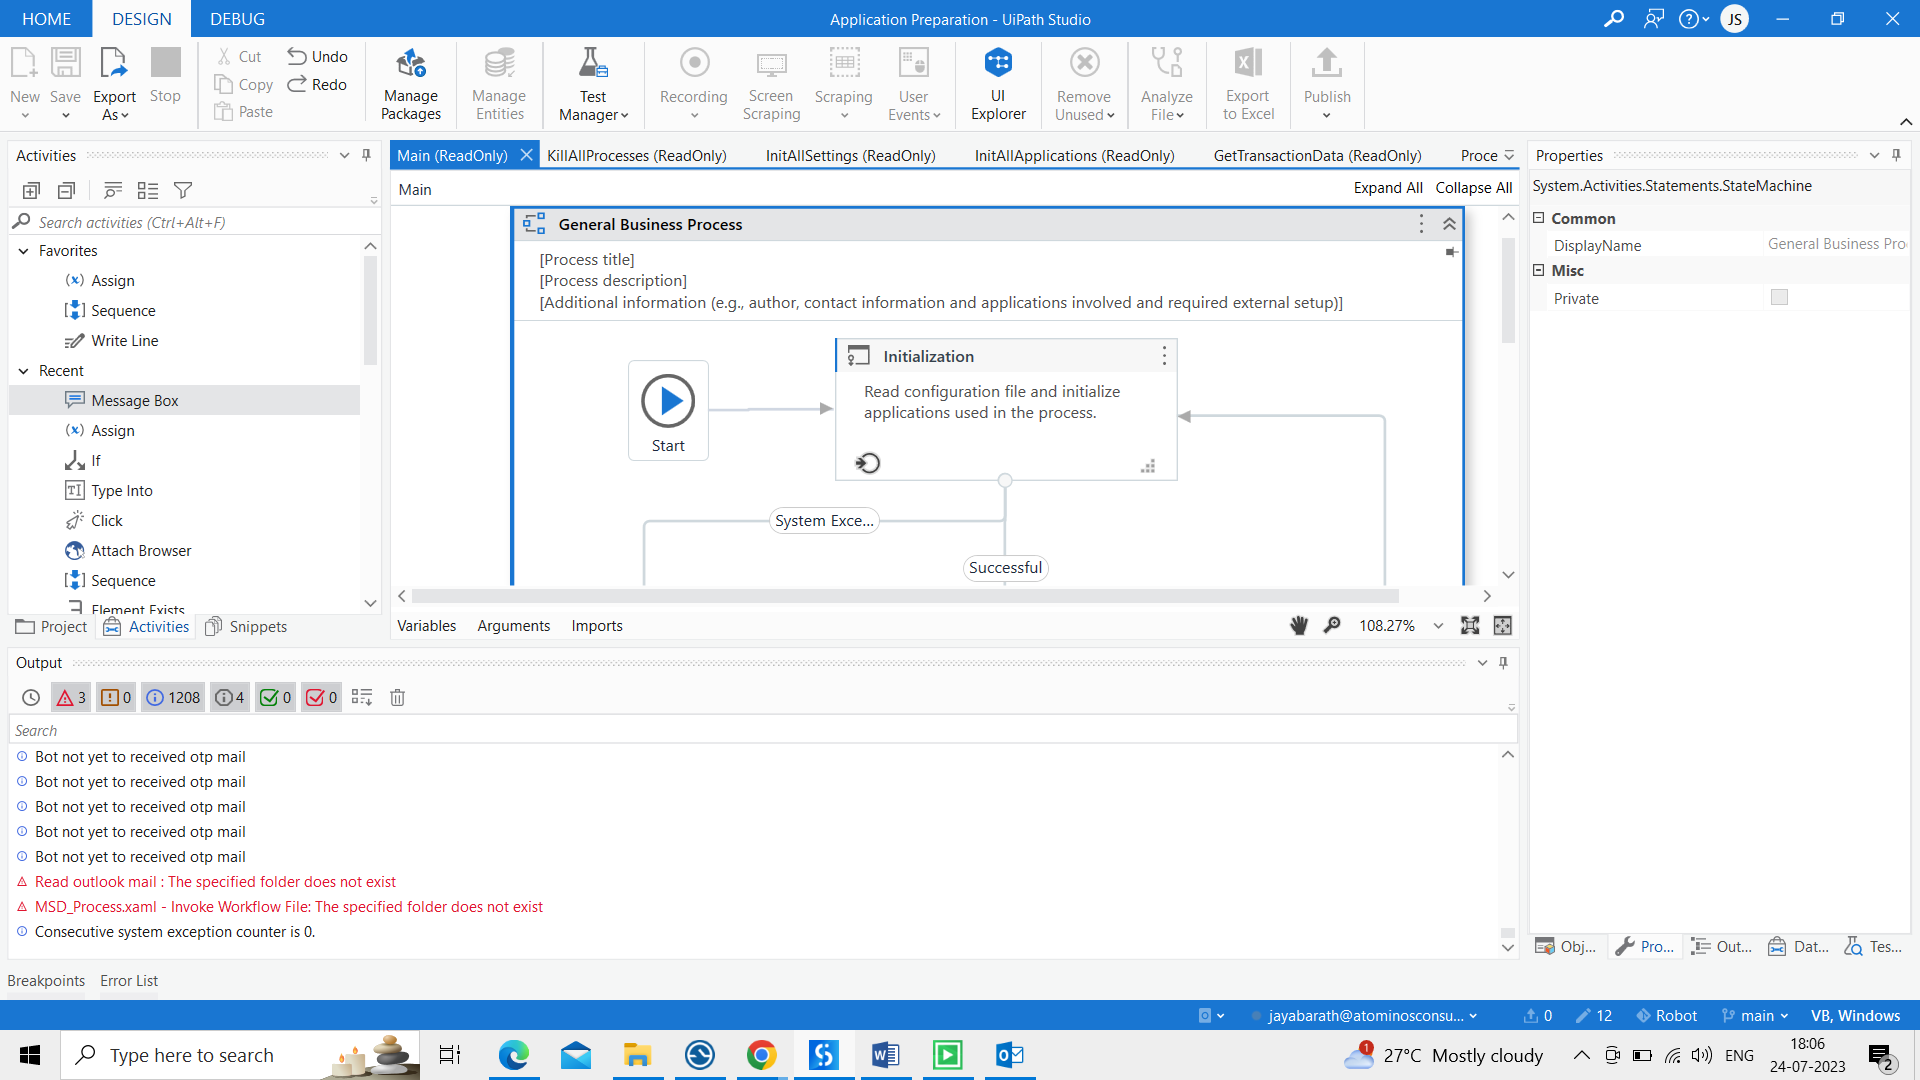 HOME DESIGN DEBUG
Application Preparation - UiPath Studio
JS
New
Save
Export As
Stop
Cut
Copy
Paste
Undo
Redo
Manage Packages
Manage Entities
Test Manager
Recording
Screen Scraping
Scraping
User Events
UI Explorer
Remove Unused
Analyze File
Export to Excel
Publish
Activities
Search activities (Ctrl+Alt+F)
Favorites
Assign
Sequence
Write Line
Recent
Message Box
Assign
If
Type Into
Click
Attach Browser
Sequence
Element Exists
Project Activities Snippets
Main (ReadOnly) KillAllProcesses (ReadOnly) InitAllSettings (ReadOnly) InitAllApplications (ReadOnly) GetTransactionData (ReadOnly) Proce
Main
Expand All Collapse All
General Business Process
[Process title]
[Process description]
[Additional information (e.g., author, contact information and applications involved and required external setup)]
Start
Initialization
Read configuration file and initialize
applications used in the process.
System Exce...
Successful
Variables Arguments Imports
108.27%
Properties
System.Activities.Statements.StateMachine
Common
DisplayName General Business Pro
Misc
Private
Obj... Pro... Out... Dat... Tes...
Output
3 0 1208 4 0 0
Search
Bot not yet to received otp mail
Bot not yet to received otp mail
Bot not yet to received otp mail
Bot not yet to received otp mail
Bot not yet to received otp mail
Read outlook mail : The specified folder does not exist
MSD_Process.xaml - Invoke Workflow File: The specified folder does not exist
Consecutive system exception counter is 0.
Breakpoints Error List
jayabarath@atominosconsu... 0 12 Robot main VB, Windows
Type here to search
1
27°C Mostly cloudy
ENG
18:06
24-07-2023
2